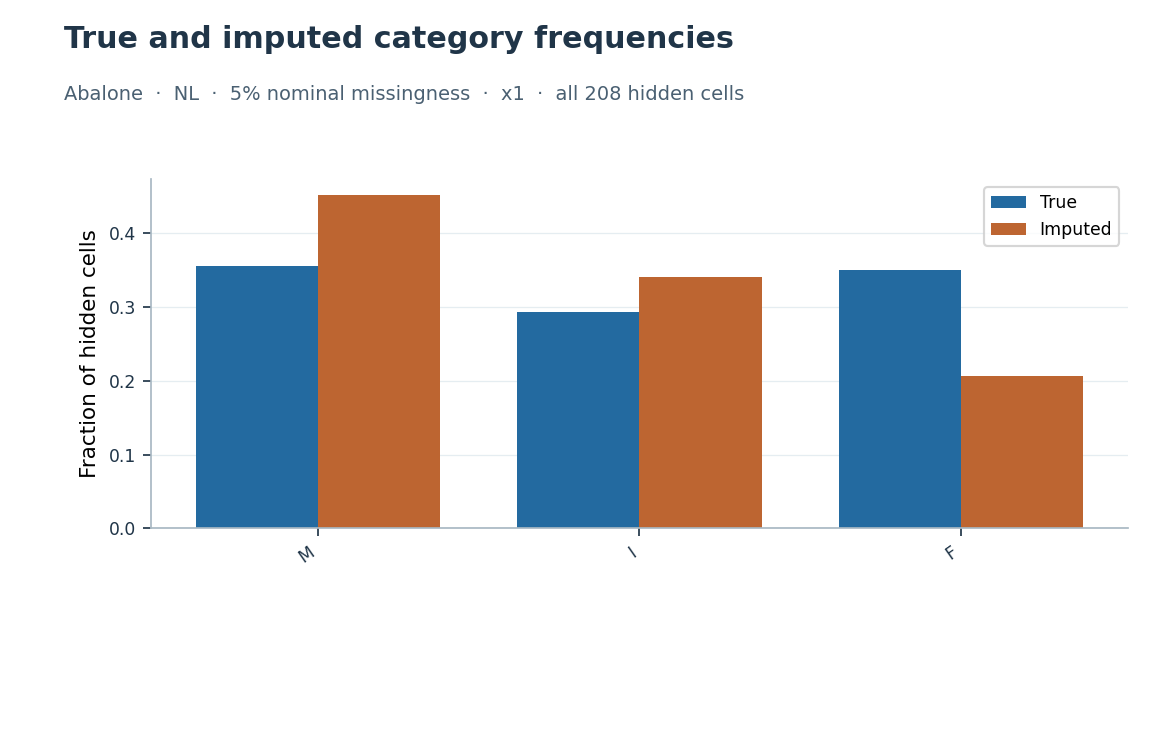 True and imputed category frequencies
Abalone · NL · 5% nominal missingness · x1 · all 208 hidden cells
Fraction of hidden cells
0.4
0.3
0.2
0.1
0.0
True
Imputed
M
I
F